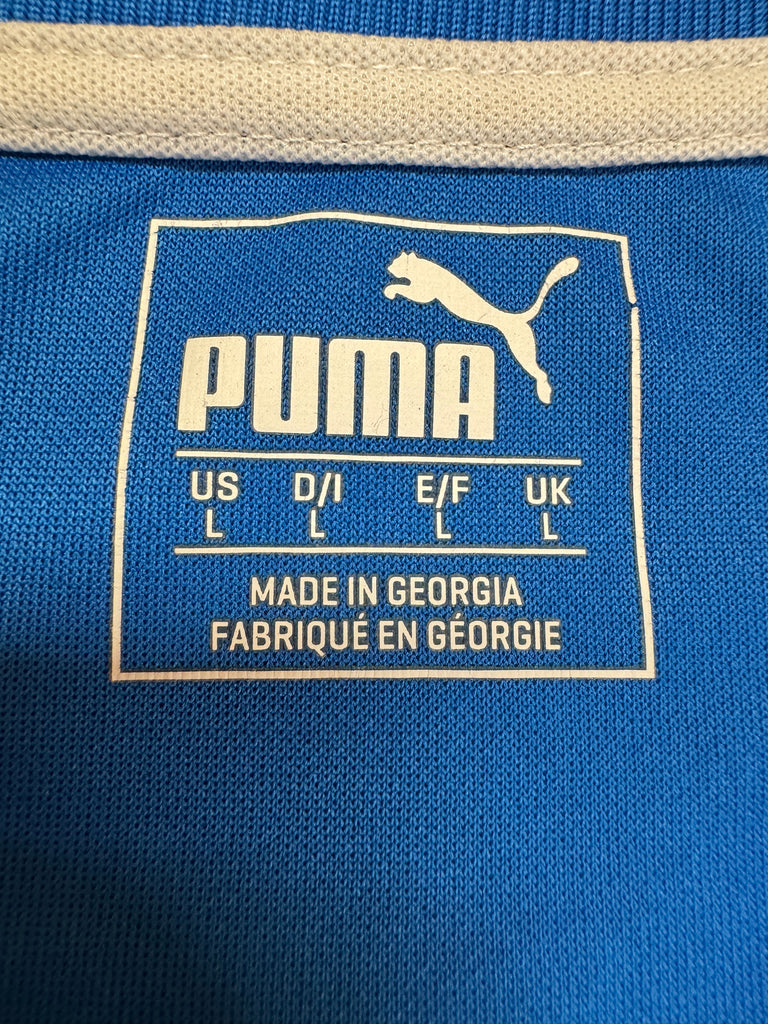 PUMA
US D/I E/F UK
L L L L
MADE IN GEORGIA
FABRIQUÉ EN GÉORGIE